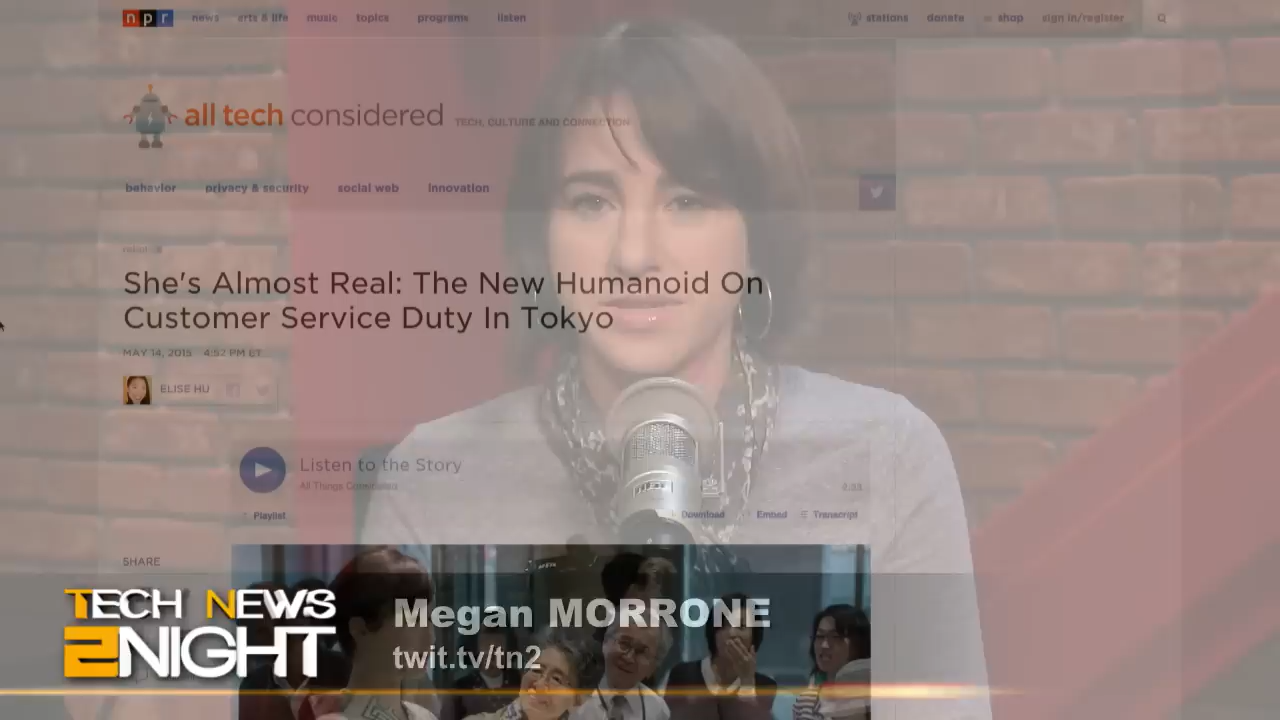 npr news arts & life music topics programs listen stations donate shop sign in/register
all tech considered TECH, CULTURE AND CONNECTION
behavior privacy & security social web innovation
She's Almost Real: The New Humanoid On
Customer Service Duty In Tokyo
MAY 14, 2015 4:52 PM ET
ELISE HU
Listen to the Story
All Things Considered
Playlist Download Embed Transcript
SHARE
TECH NEWS
2NIGHT
Megan MORRONE
twit.tv/tn2